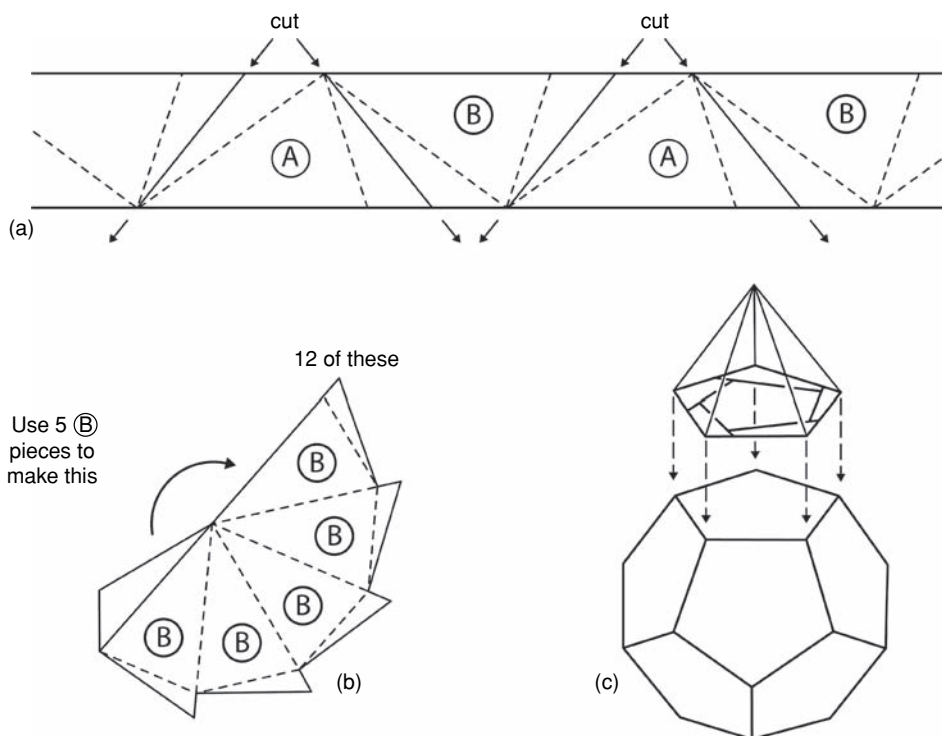 cut
cut
B
B
A
A
(a)
12 of these
Use 5 B
pieces to
make this
B
B
B
B
B
(b)
(c)